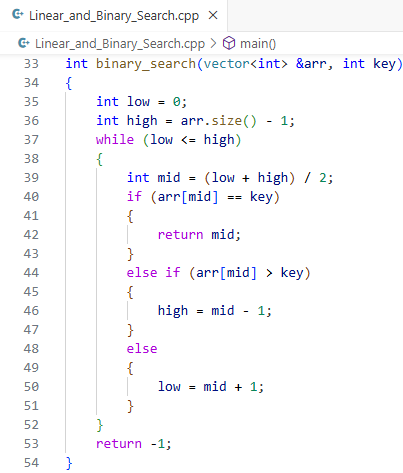 Linear_and_Binary_Search.cpp ×
Linear_and_Binary_Search.cpp > main()
33 int binary_search(vector<int> &arr, int key)
34 {
35     int low = 0;
36     int high = arr.size() - 1;
37     while (low <= high)
38     {
39         int mid = (low + high) / 2;
40         if (arr[mid] == key)
41         {
42             return mid;
43         }
44         else if (arr[mid] > key)
45         {
46             high = mid - 1;
47         }
48         else
49         {
50             low = mid + 1;
51         }
52     }
53     return -1;
54 }